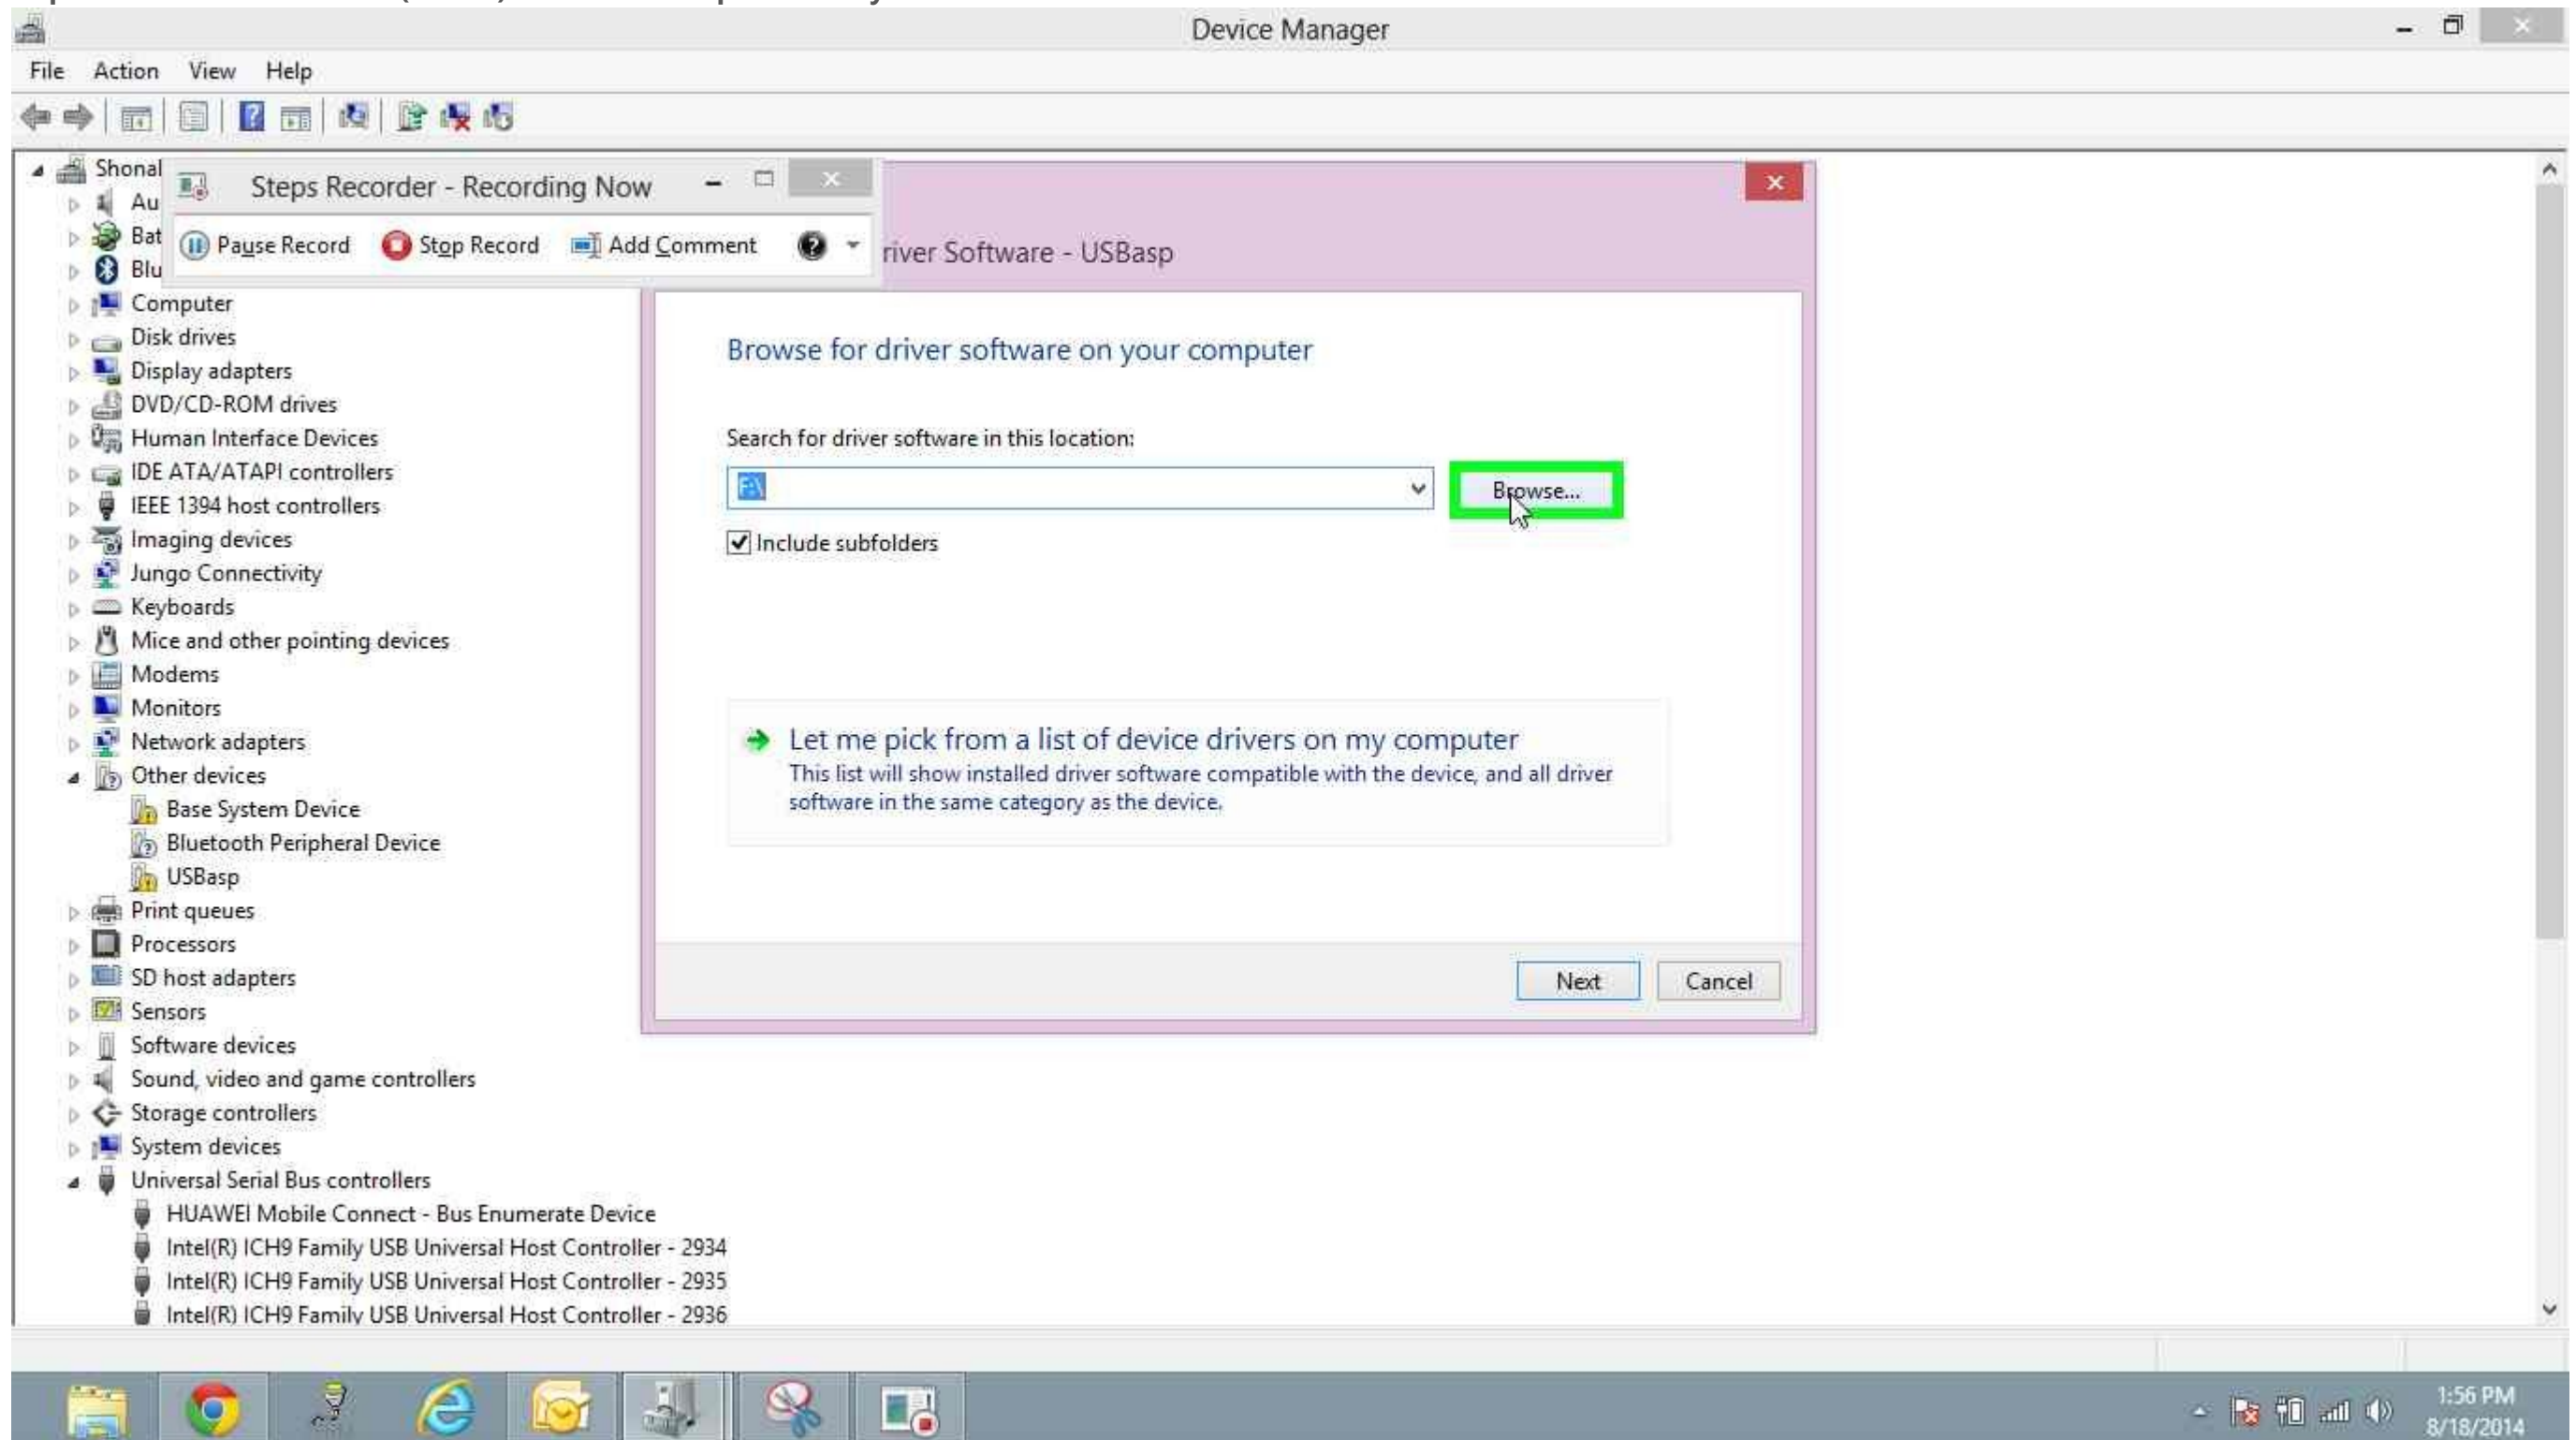 Device Manager
File Action View Help
Shonal
Au
Bat
Blu
Steps Recorder - Recording Now
Pause Record Stop Record Add Comment
river Software - USBasp
Computer
Disk drives
Display adapters
DVD/CD-ROM drives
Human Interface Devices
IDE ATA/ATAPI controllers
IEEE 1394 host controllers
Imaging devices
Jungo Connectivity
Keyboards
Mice and other pointing devices
Modems
Monitors
Network adapters
Other devices
Base System Device
Bluetooth Peripheral Device
USBasp
Print queues
Processors
SD host adapters
Sensors
Software devices
Sound, video and game controllers
Storage controllers
System devices
Universal Serial Bus controllers
HUAWEI Mobile Connect - Bus Enumerate Device
Intel(R) ICH9 Family USB Universal Host Controller - 2934
Intel(R) ICH9 Family USB Universal Host Controller - 2935
Intel(R) ICH9 Family USB Universal Host Controller - 2936
Browse for driver software on your computer
Search for driver software in this location:
F:\
Browse...
Include subfolders
Let me pick from a list of device drivers on my computer
This list will show installed driver software compatible with the device, and all driver
software in the same category as the device.
Next Cancel
1:56 PM
8/18/2014